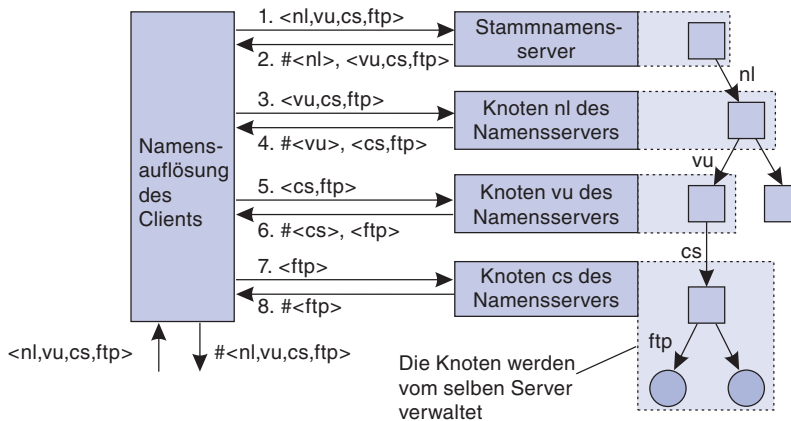 1. <nl,vu,cs,ftp>
2. #<nl>, <vu,cs,ftp>
Stammnamens-
server
nl
3. <vu,cs,ftp>
4. #<vu>, <cs,ftp>
Knoten nl des
Namensservers
Namens-
auflösung
des
Clients
vu
5. <cs,ftp>
6. #<cs>, <ftp>
Knoten vu des
Namensservers
cs
7. <ftp>
8. #<ftp>
Knoten cs des
Namensservers
ftp
<nl,vu,cs,ftp>
#<nl,vu,cs,ftp>
Die Knoten werden
vom selben Server
verwaltet